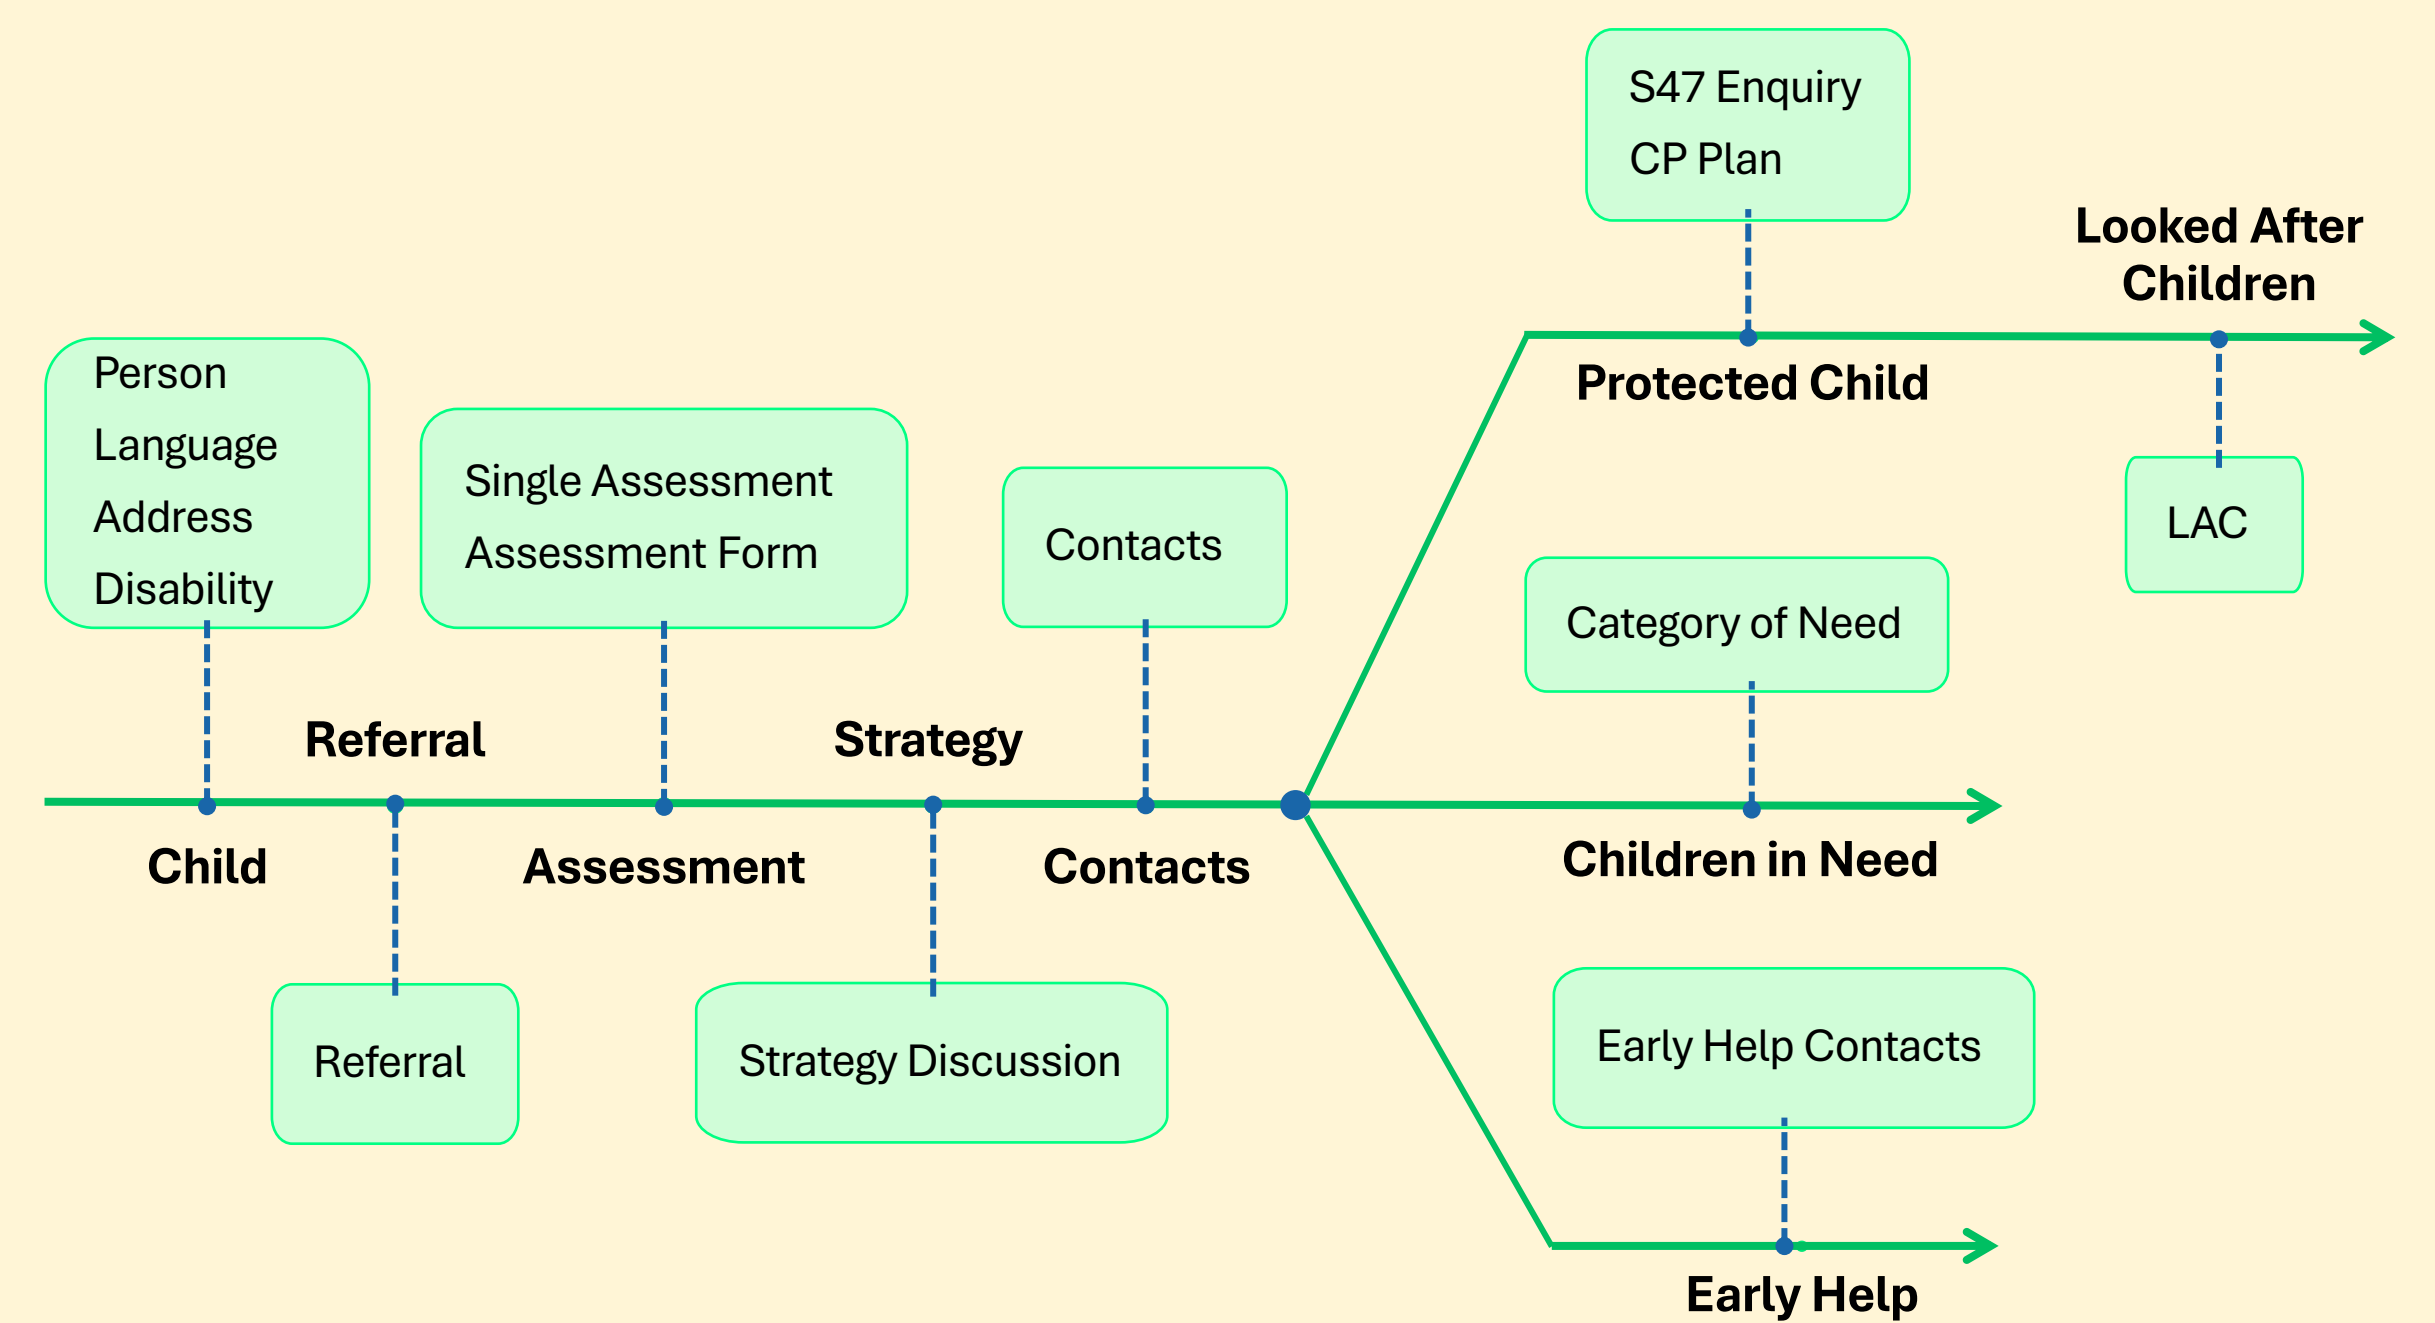 S47 Enquiry
CP Plan
Looked After
Children
Protected Child
LAC
Person
Language
Address
Disability
Single Assessment
Assessment Form
Contacts
Category of Need
Referral
Strategy
Child
Assessment
Contacts
Children in Need
Referral
Strategy Discussion
Early Help Contacts
Early Help